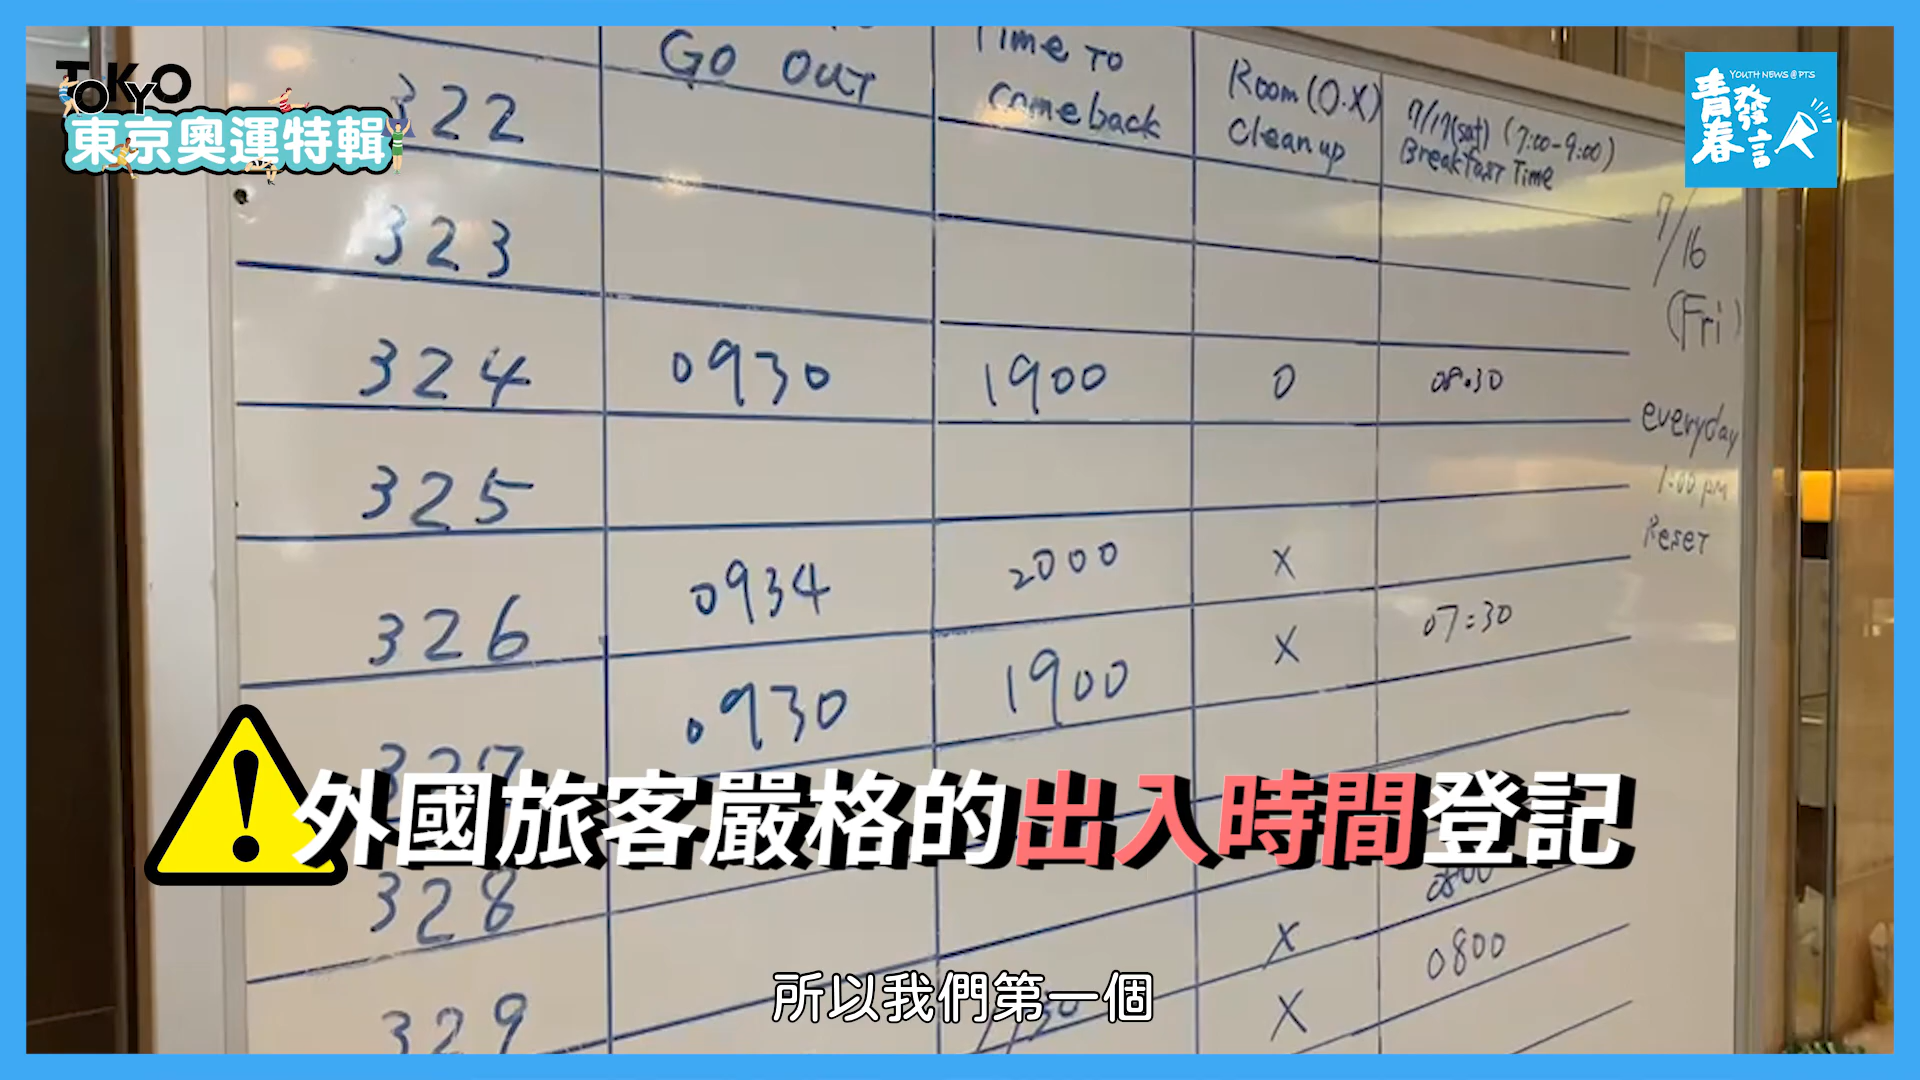 TOKYO
東京奧運特輯
YOUTH NEWS @ PTS
青春發言
GO OUT
Time TO
come back
Room (O.X)
Clean up
7/17(sat) (7:00-9:00)
Breakfast Time
7/16
(Fri)
everyday
1:00 pm
Reset
322
323
324 0930 1900 O 08:30
325
326 0934 2000 X
327 0930 1900 X 07:30
外國旅客嚴格的出入時間登記
328 X 0800
329 X 0800
所以我們第一個